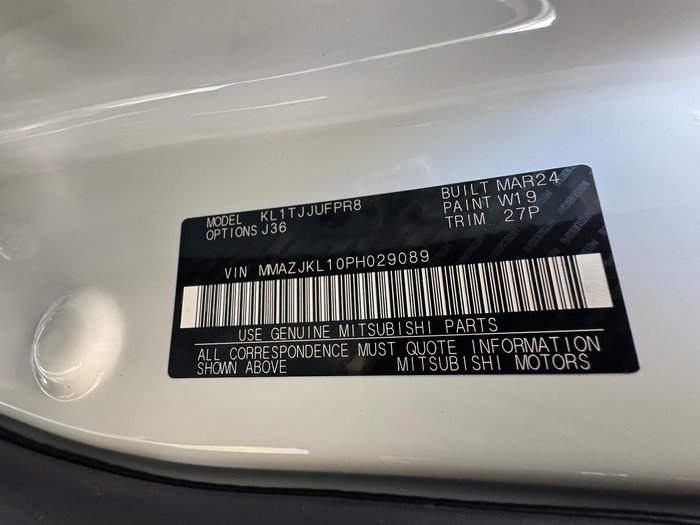 MODEL KL1TJJUFPR8 BUILT MAR24
OPTIONS J36 PAINT W19
TRIM 27P
VIN MMAZJKL10PH029089
USE GENUINE MITSUBISHI PARTS
ALL CORRESPONDENCE MUST QUOTE INFORMATION
SHOWN ABOVE MITSUBISHI MOTORS